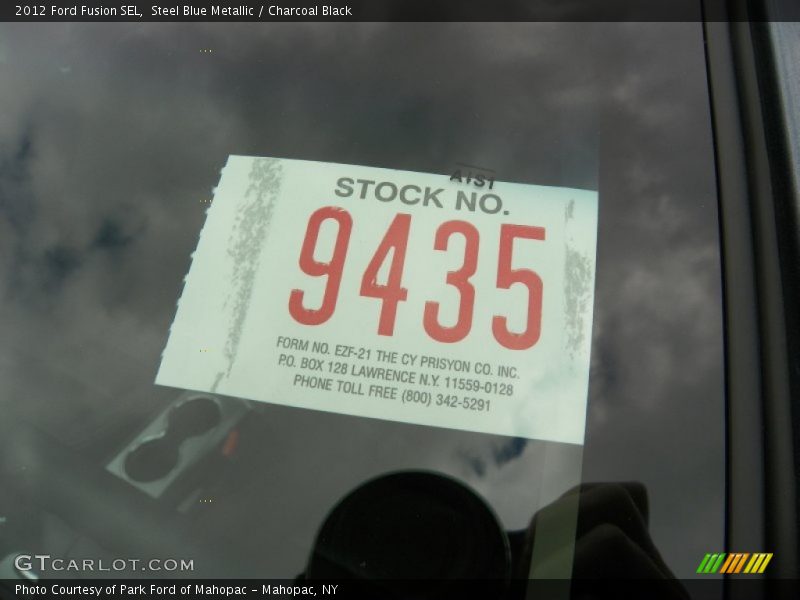 2012 Ford Fusion SEL,  Steel Blue Metallic / Charcoal Black
A1S1
STOCK NO.
9435
FORM NO. EZF-21 THE CY PRISYON CO. INC.
P.O. BOX 128 LAWRENCE N.Y. 11559-0128
PHONE TOLL FREE (800) 342-5291
GTCARLOT.COM
Photo Courtesy of Park Ford of Mahopac - Mahopac, NY